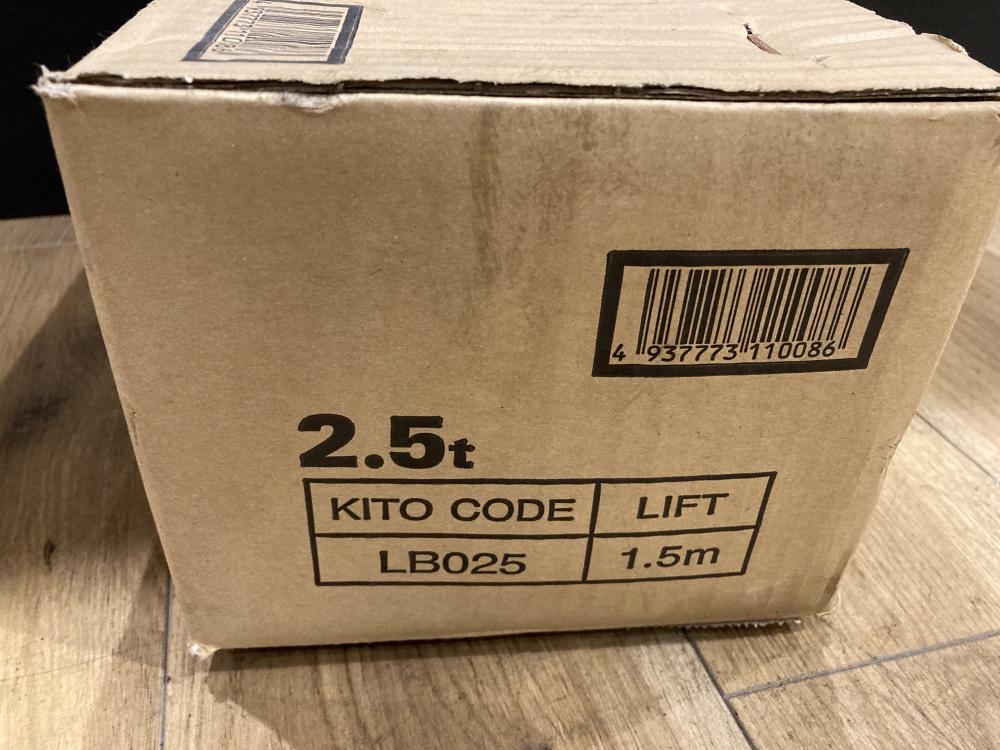 4 937773 110086
2.5t
KITO CODE LIFT
LB025 1.5m